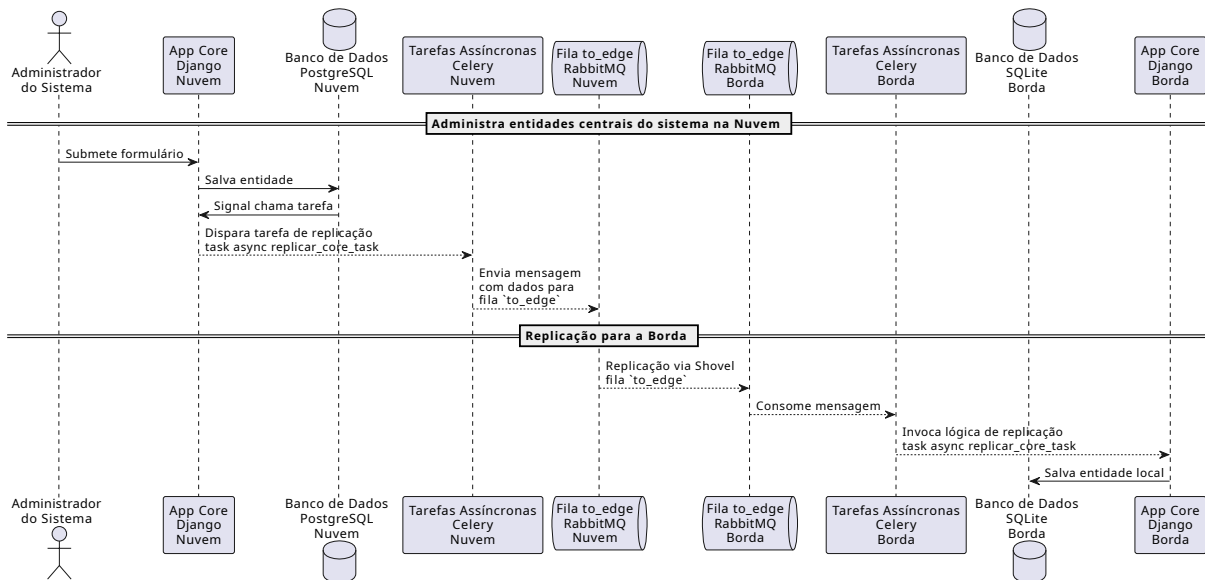 Administrador
do Sistema
App Core
Django
Nuvem
Banco de Dados
PostgreSQL
Nuvem
Tarefas Assíncronas
Celery
Nuvem
Fila to_edge
RabbitMQ
Nuvem
Fila to_edge
RabbitMQ
Borda
Tarefas Assíncronas
Celery
Borda
Banco de Dados
SQLite
Borda
App Core
Django
Borda
Administra entidades centrais do sistema na Nuvem
Submete formulário
Salva entidade
Signal chama tarefa
Dispara tarefa de replicação
task async replicar_core_task
Envia mensagem
com dados para
fila `to_edge`
Replicação para a Borda
Replicação via Shovel
fila `to_edge`
Consome mensagem
Invoca lógica de replicação
task async replicar_core_task
Salva entidade local
Administrador
do Sistema
App Core
Django
Nuvem
Banco de Dados
PostgreSQL
Nuvem
Tarefas Assíncronas
Celery
Nuvem
Fila to_edge
RabbitMQ
Nuvem
Fila to_edge
RabbitMQ
Borda
Tarefas Assíncronas
Celery
Borda
Banco de Dados
SQLite
Borda
App Core
Django
Borda